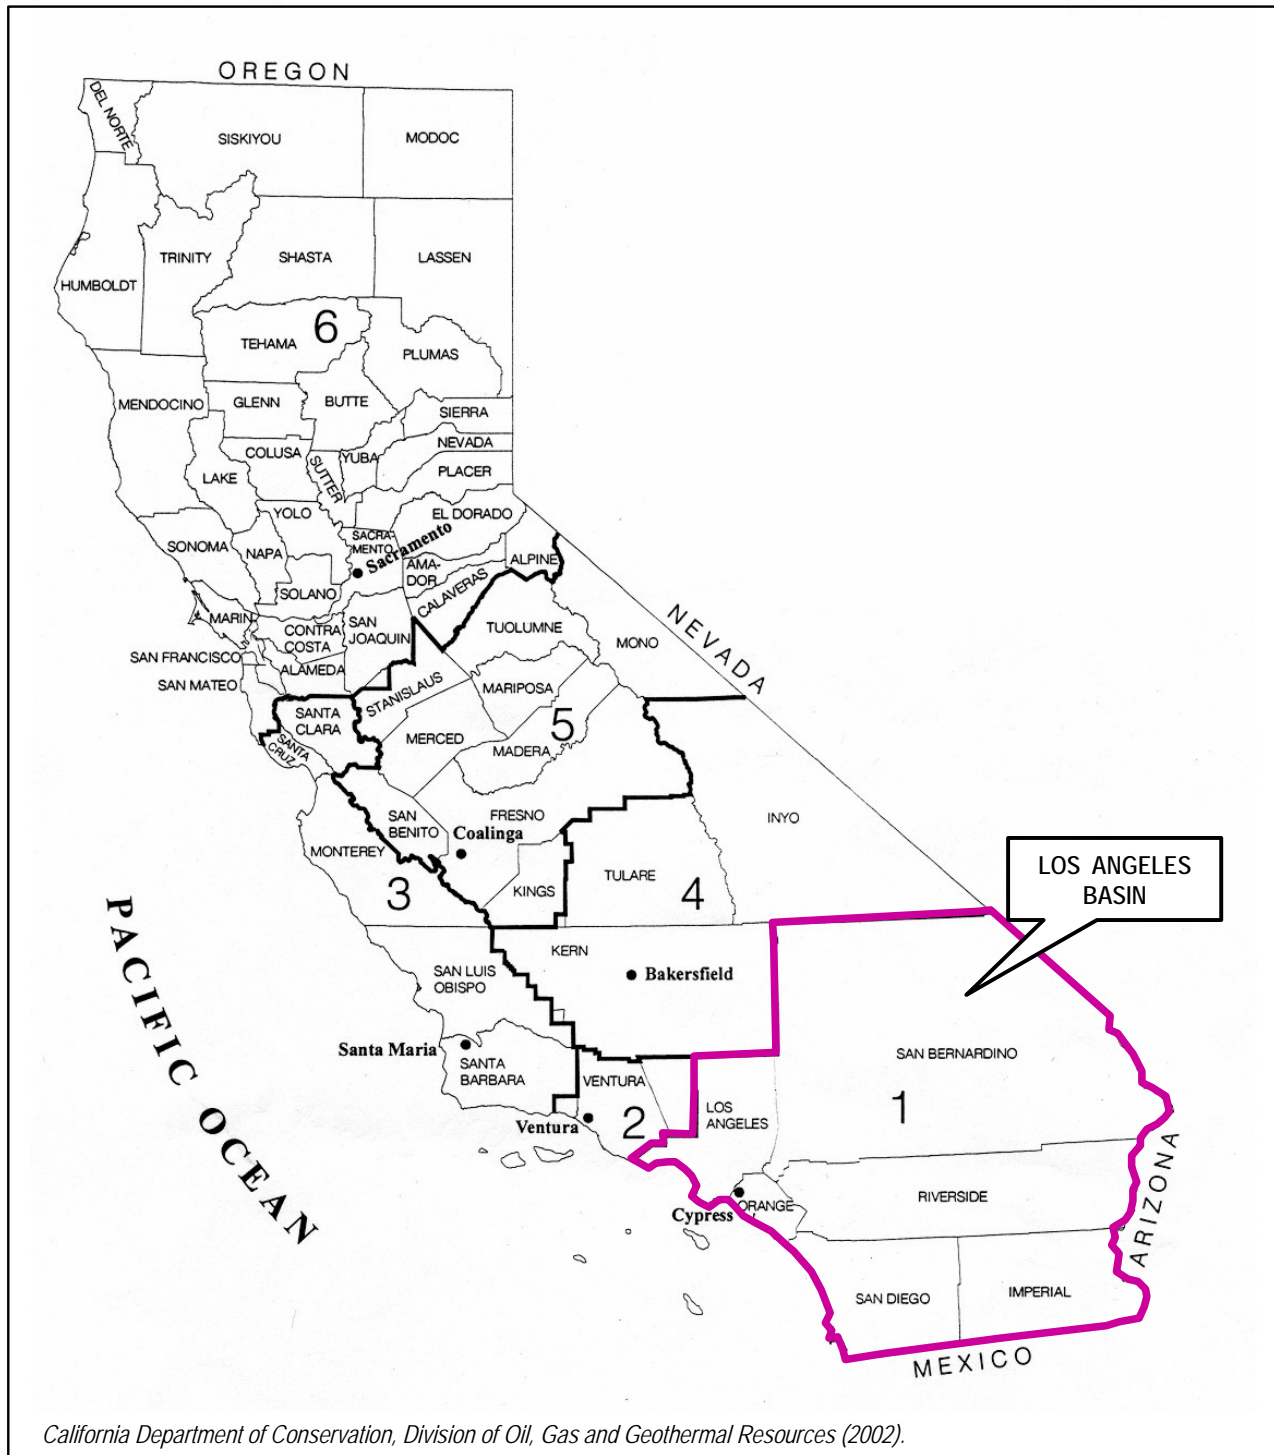 OREGON
DEL NORTE
SISKIYOU
MODOC
TRINITY
SHASTA
LASSEN
HUMBOLDT
6
TEHAMA
PLUMAS
MENDOCINO
GLENN
BUTTE
SIERRA
NEVADA
COLUSA
YUBA
SUTTER
PLACER
LAKE
YOLO
EL DORADO
SONOMA
NAPA
SACRA-
MENTO
Sacramento
ALPINE
AMA-
DOR
SOLANO
CALAVERAS
MARIN
CONTRA
COSTA
SAN
JOAQUIN
TUOLUMNE
MONO
NEVADA
SAN FRANCISCO
ALAMEDA
SAN MATEO
STANISLAUS
MARIPOSA
SANTA
CLARA
5
SANTA
CRUZ
MERCED
MADERA
SAN
BENITO
FRESNO
INYO
Coalinga
MONTEREY
LOS ANGELES
BASIN
TULARE
4
KINGS
3
PACIFIC OCEAN
KERN
SAN LUIS
OBISPO
Bakersfield
Santa Maria
SANTA
BARBARA
SAN BERNARDINO
VENTURA
1
LOS
ANGELES
Ventura
2
ARIZONA
RIVERSIDE
ORANGE
Cypress
SAN DIEGO
IMPERIAL
MEXICO
California Department of Conservation, Division of Oil, Gas and Geothermal Resources (2002).